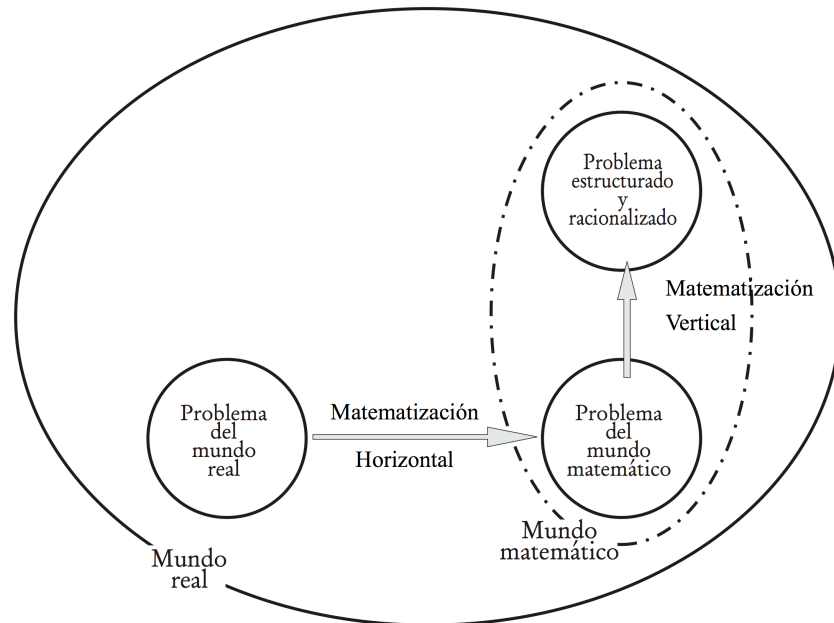 Problema
estructurado
y
racionalizado
Matematización
Vertical
Problema
del
mundo
real
Matematización
Horizontal
Problema
del
mundo
matemático
Mundo
matemático
Mundo
real